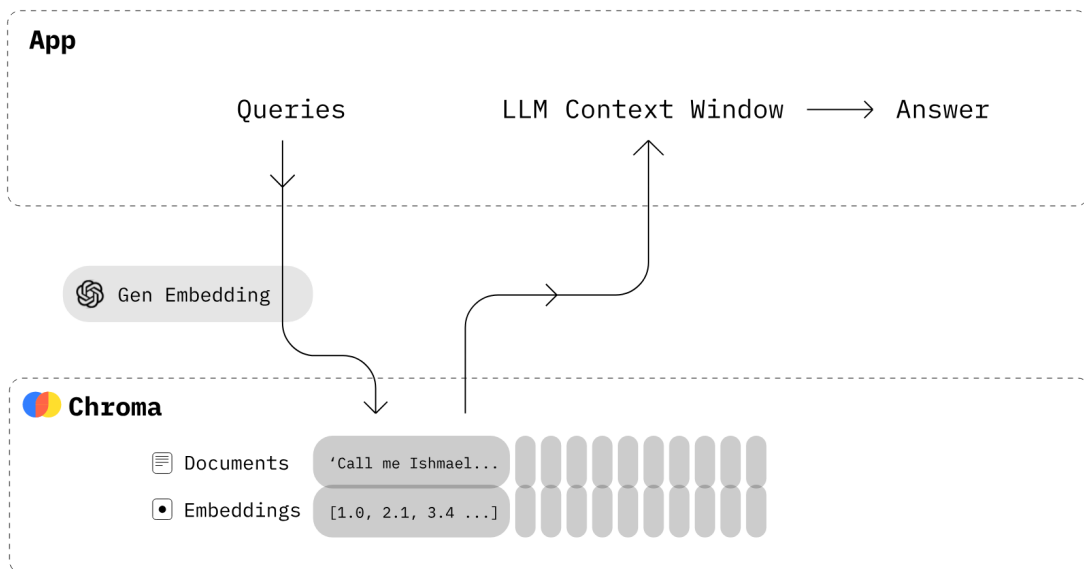 App
Queries
LLM Context Window
Answer
Gen Embedding
Chroma
Documents
‘Call me Ishmael...
Embeddings
[1.0, 2.1, 3.4 ...]